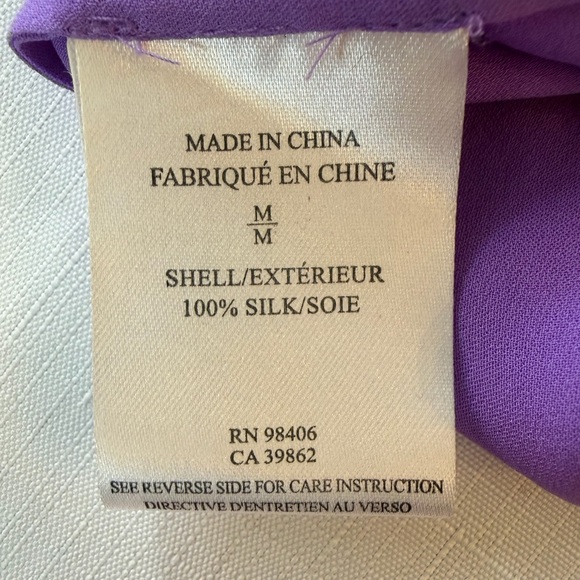 MADE IN CHINA
FABRIQUÉ EN CHINE
M
M
SHELL/EXTÉRIEUR
100% SILK/SOIE
RN 98406
CA 39862
SEE REVERSE SIDE FOR CARE INSTRUCTION
DIRECTIVE D'ENTRETIEN AU VERSO